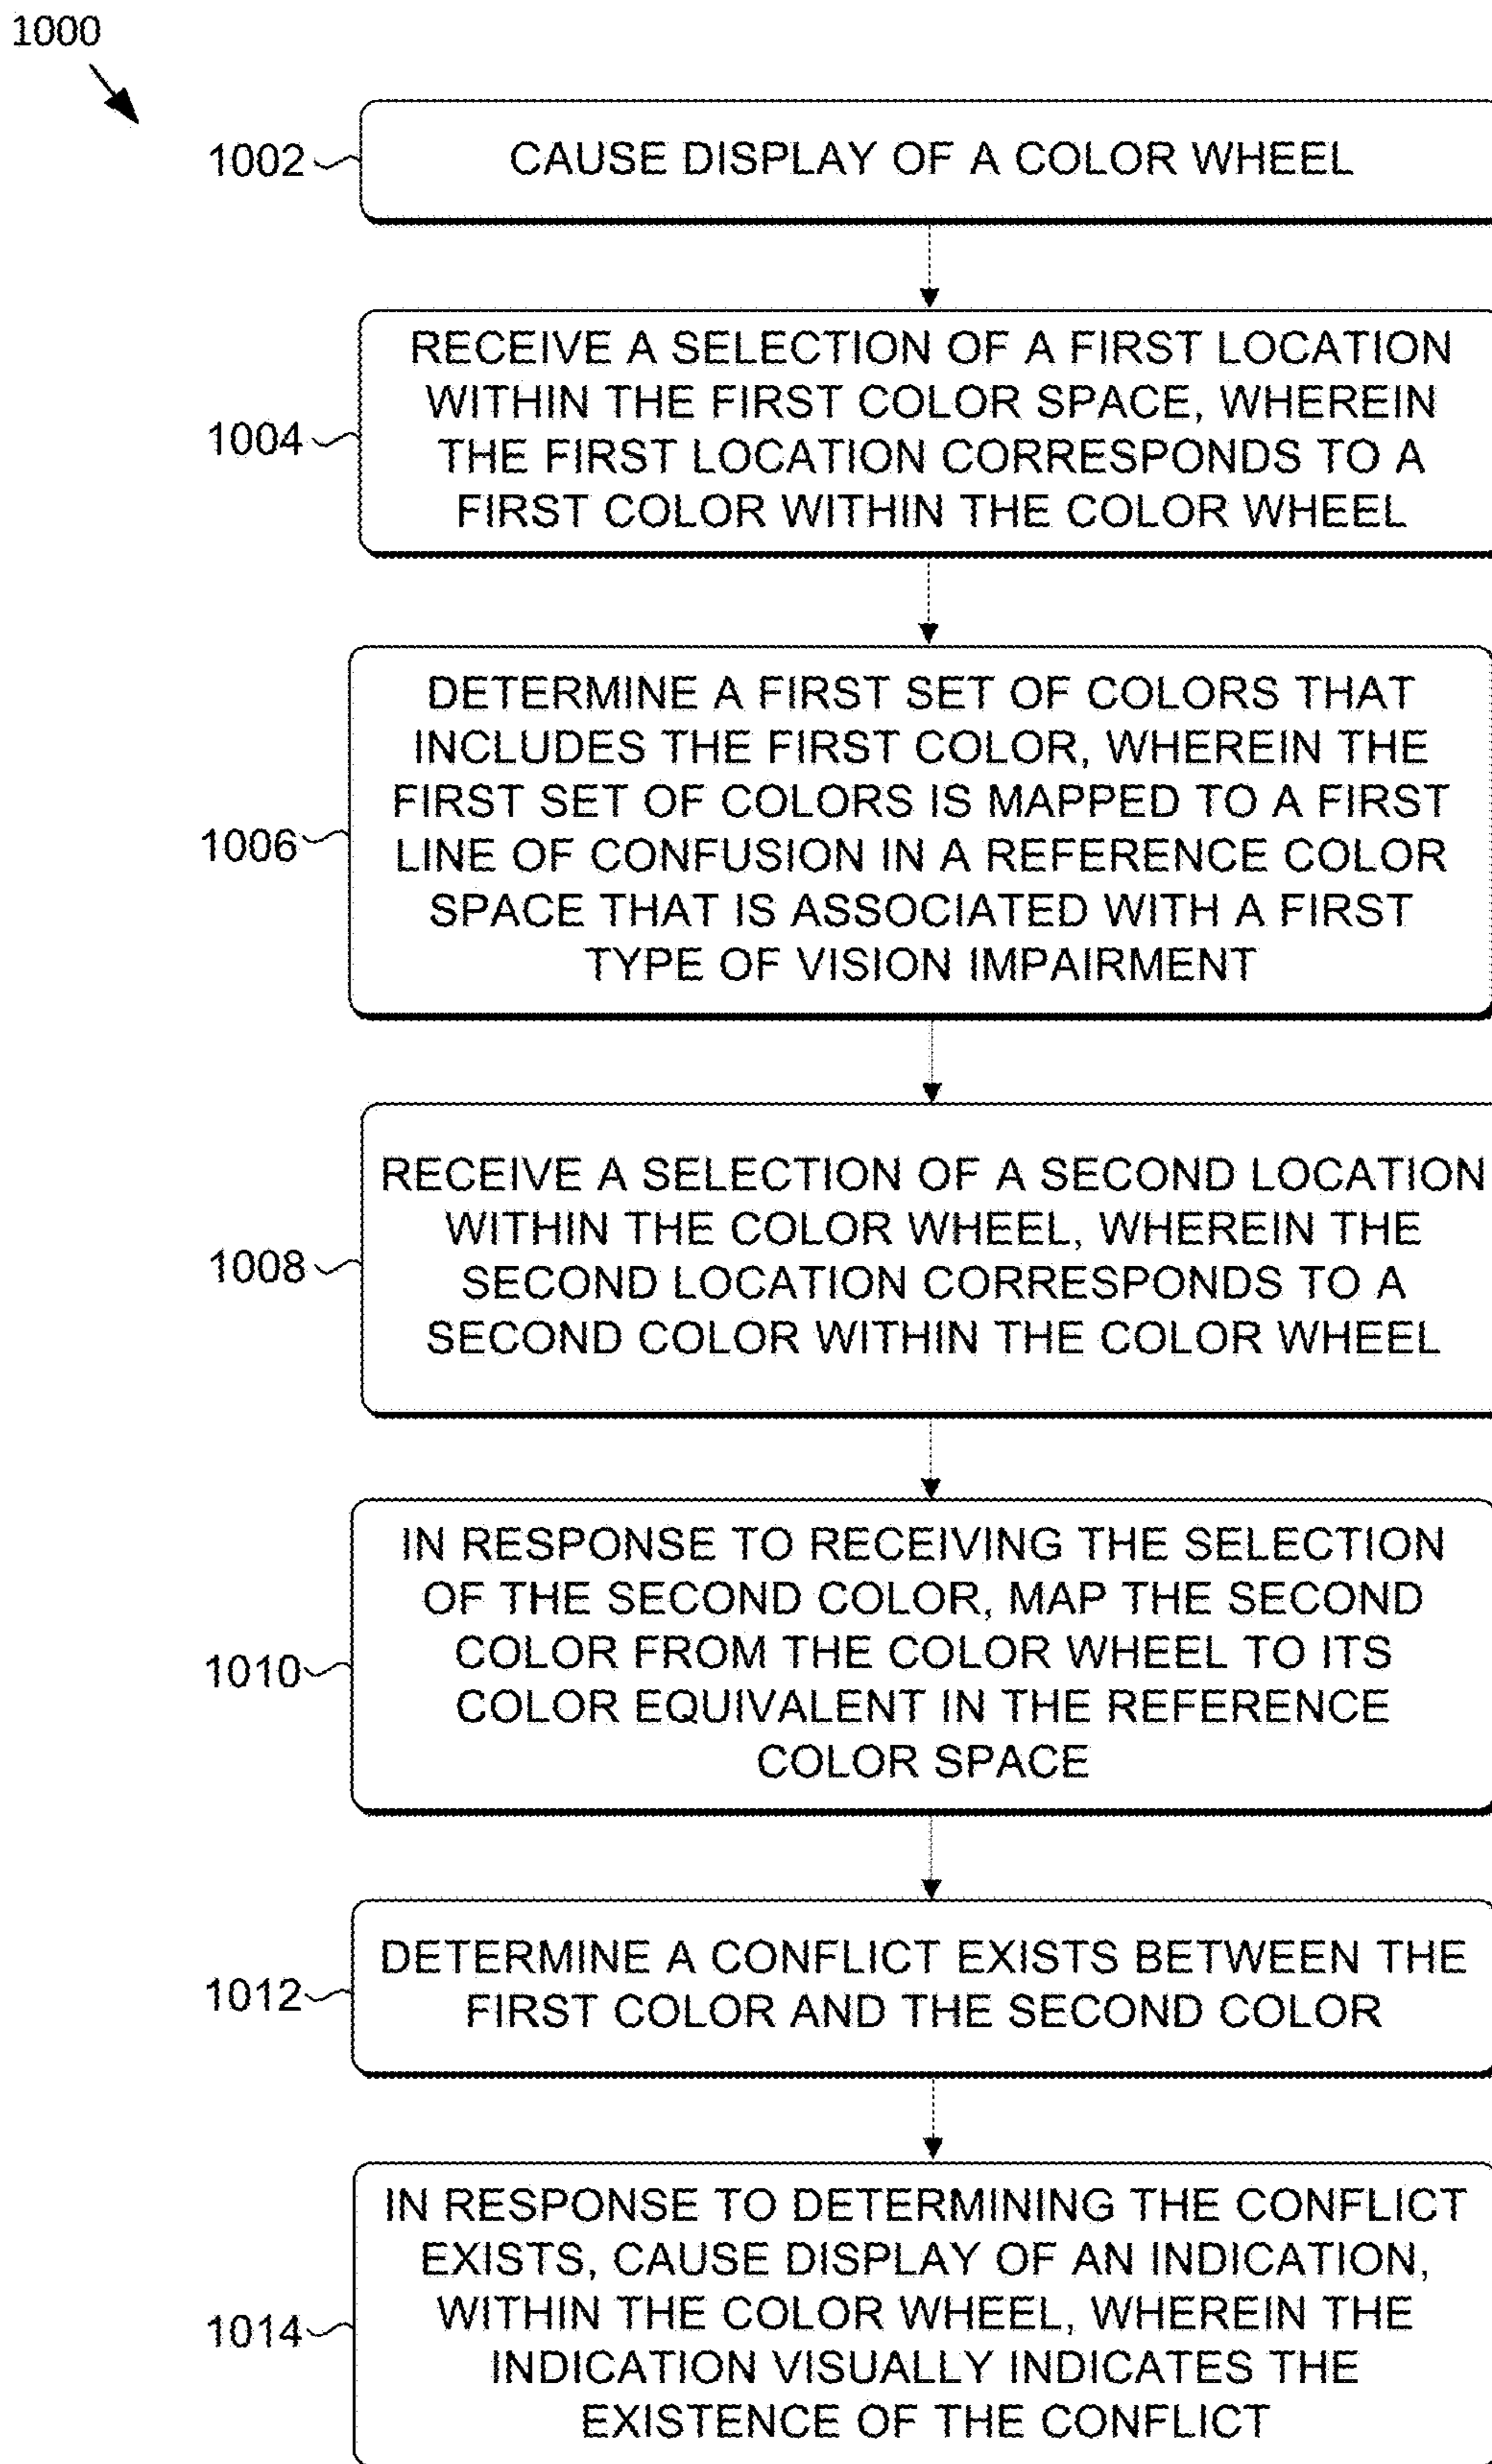 1000
1002
CAUSE DISPLAY OF A COLOR WHEEL
1004
RECEIVE A SELECTION OF A FIRST LOCATION
WITHIN THE FIRST COLOR SPACE, WHEREIN
THE FIRST LOCATION CORRESPONDS TO A
FIRST COLOR WITHIN THE COLOR WHEEL
1006
DETERMINE A FIRST SET OF COLORS THAT
INCLUDES THE FIRST COLOR, WHEREIN THE
FIRST SET OF COLORS IS MAPPED TO A FIRST
LINE OF CONFUSION IN A REFERENCE COLOR
SPACE THAT IS ASSOCIATED WITH A FIRST
TYPE OF VISION IMPAIRMENT
1008
RECEIVE A SELECTION OF A SECOND LOCATION
WITHIN THE COLOR WHEEL, WHEREIN THE
SECOND LOCATION CORRESPONDS TO A
SECOND COLOR WITHIN THE COLOR WHEEL
1010
IN RESPONSE TO RECEIVING THE SELECTION
OF THE SECOND COLOR, MAP THE SECOND
COLOR FROM THE COLOR WHEEL TO ITS
COLOR EQUIVALENT IN THE REFERENCE
COLOR SPACE
1012
DETERMINE A CONFLICT EXISTS BETWEEN THE
FIRST COLOR AND THE SECOND COLOR
1014
IN RESPONSE TO DETERMINING THE CONFLICT
EXISTS, CAUSE DISPLAY OF AN INDICATION,
WITHIN THE COLOR WHEEL, WHEREIN THE
INDICATION VISUALLY INDICATES THE
EXISTENCE OF THE CONFLICT